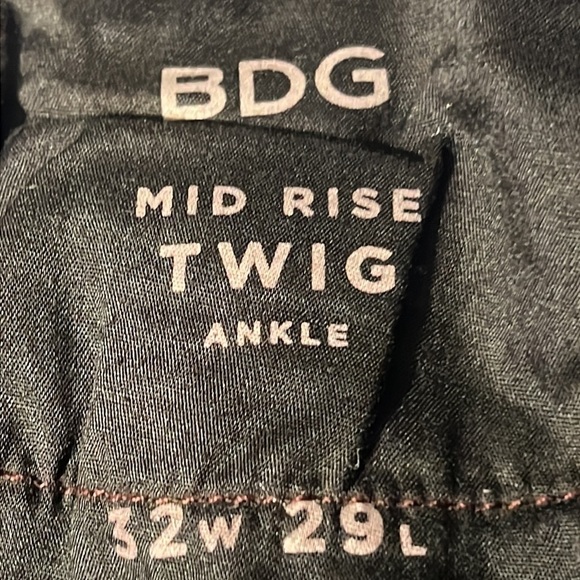 BDG
MID RISE
TWIG
ANKLE
32W 29L